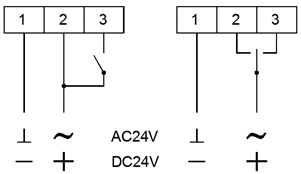 1 2 3 1 2 3
⊥ ~ AC24V ⊥ ~
− + DC24V − +